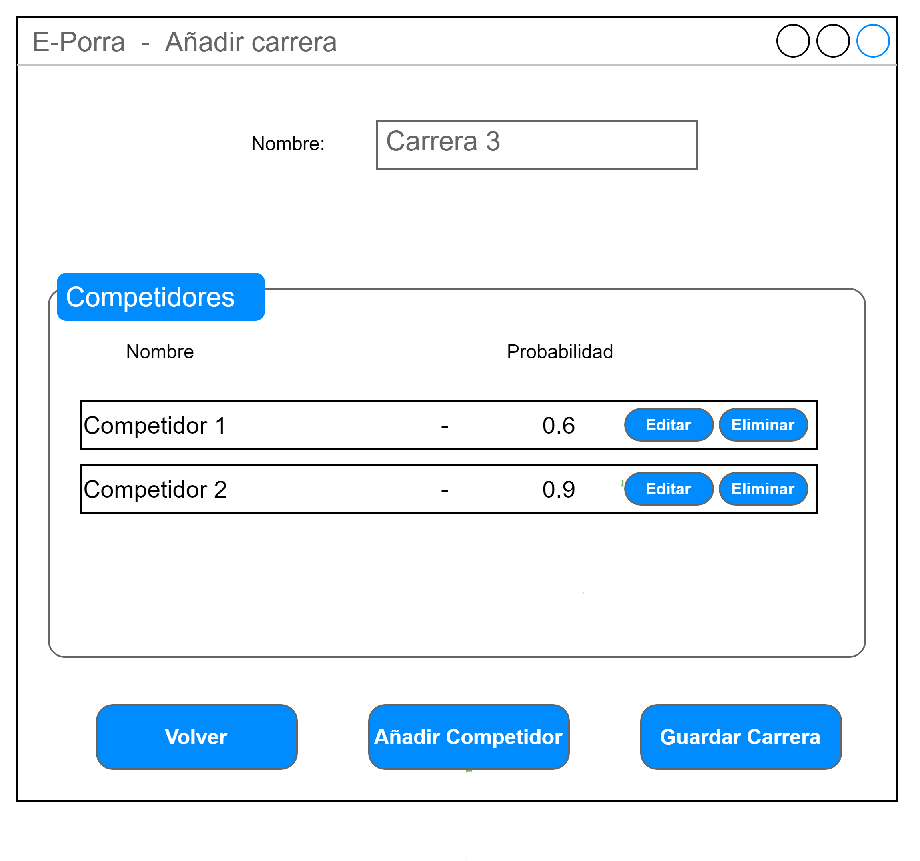 E-Porra - Añadir carrera
Nombre: Carrera 3
Competidores
Nombre Probabilidad
Competidor 1 - 0.6 Editar Eliminar
Competidor 2 - 0.9 Editar Eliminar
Volver Añadir Competidor Guardar Carrera